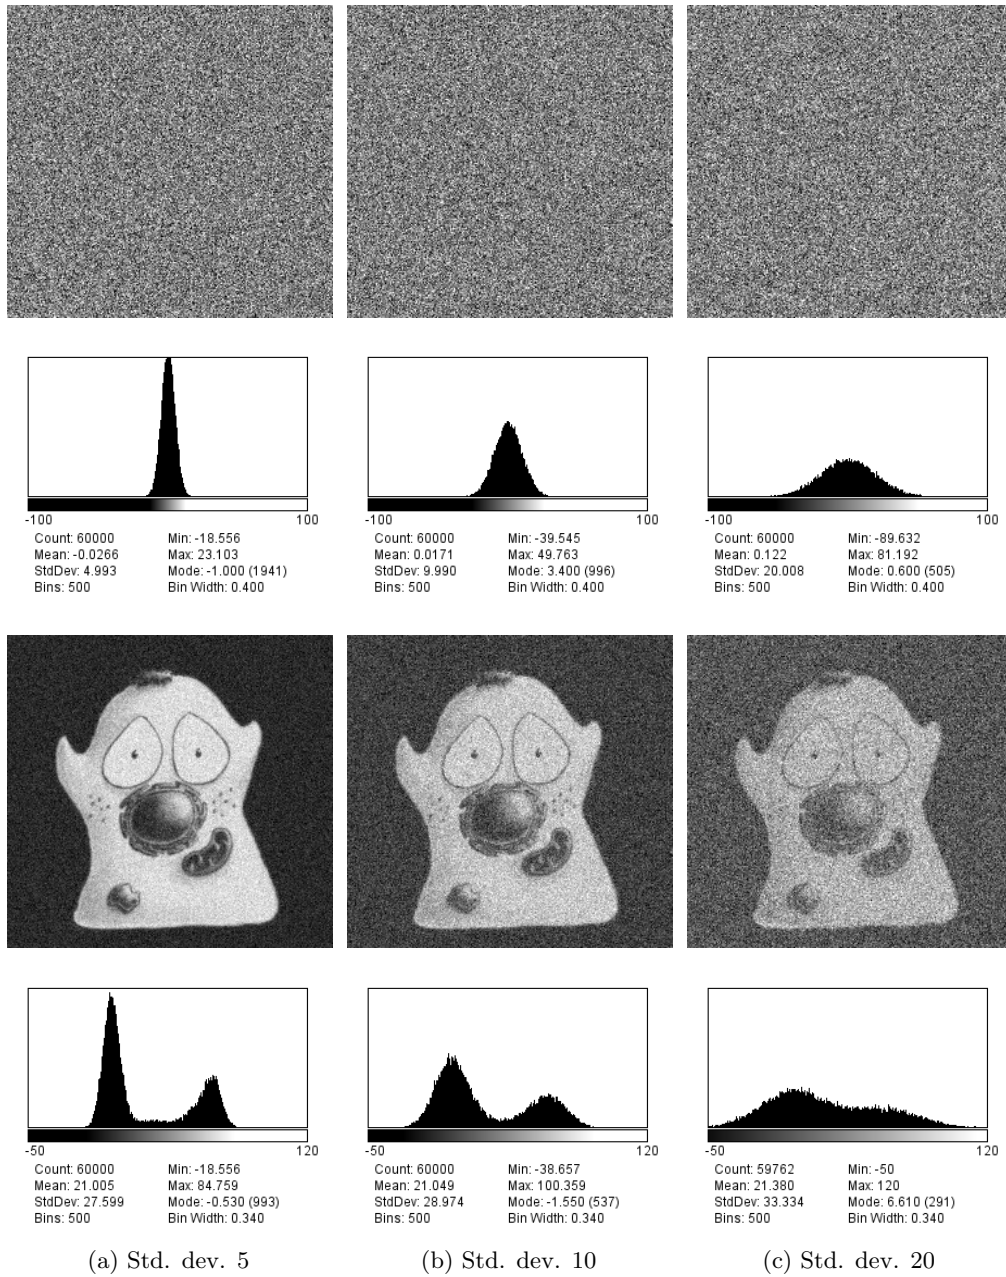 -100 100 -100 100 -100 100
Count: 60000 Min: -18.556 Count: 60000 Min: -39.545 Count: 60000 Min: -89.632
Mean: -0.0266 Max: 23.103 Mean: 0.0171 Max: 49.763 Mean: 0.122 Max: 81.192
StdDev: 4.993 Mode: -1.000 (1941) StdDev: 9.990 Mode: 3.400 (996) StdDev: 20.008 Mode: 0.600 (505)
Bins: 500 Bin Width: 0.400 Bins: 500 Bin Width: 0.400 Bins: 500 Bin Width: 0.400
-50 120 -50 120 -50 120
Count: 60000 Min: -18.556 Count: 60000 Min: -38.657 Count: 59762 Min: -50
Mean: 21.005 Max: 84.759 Mean: 21.049 Max: 100.359 Mean: 21.380 Max: 120
StdDev: 27.599 Mode: -0.530 (993) StdDev: 28.974 Mode: -1.550 (537) StdDev: 33.334 Mode: 6.610 (291)
Bins: 500 Bin Width: 0.340 Bins: 500 Bin Width: 0.340 Bins: 500 Bin Width: 0.340
(a) Std. dev. 5 (b) Std. dev. 10 (c) Std. dev. 20